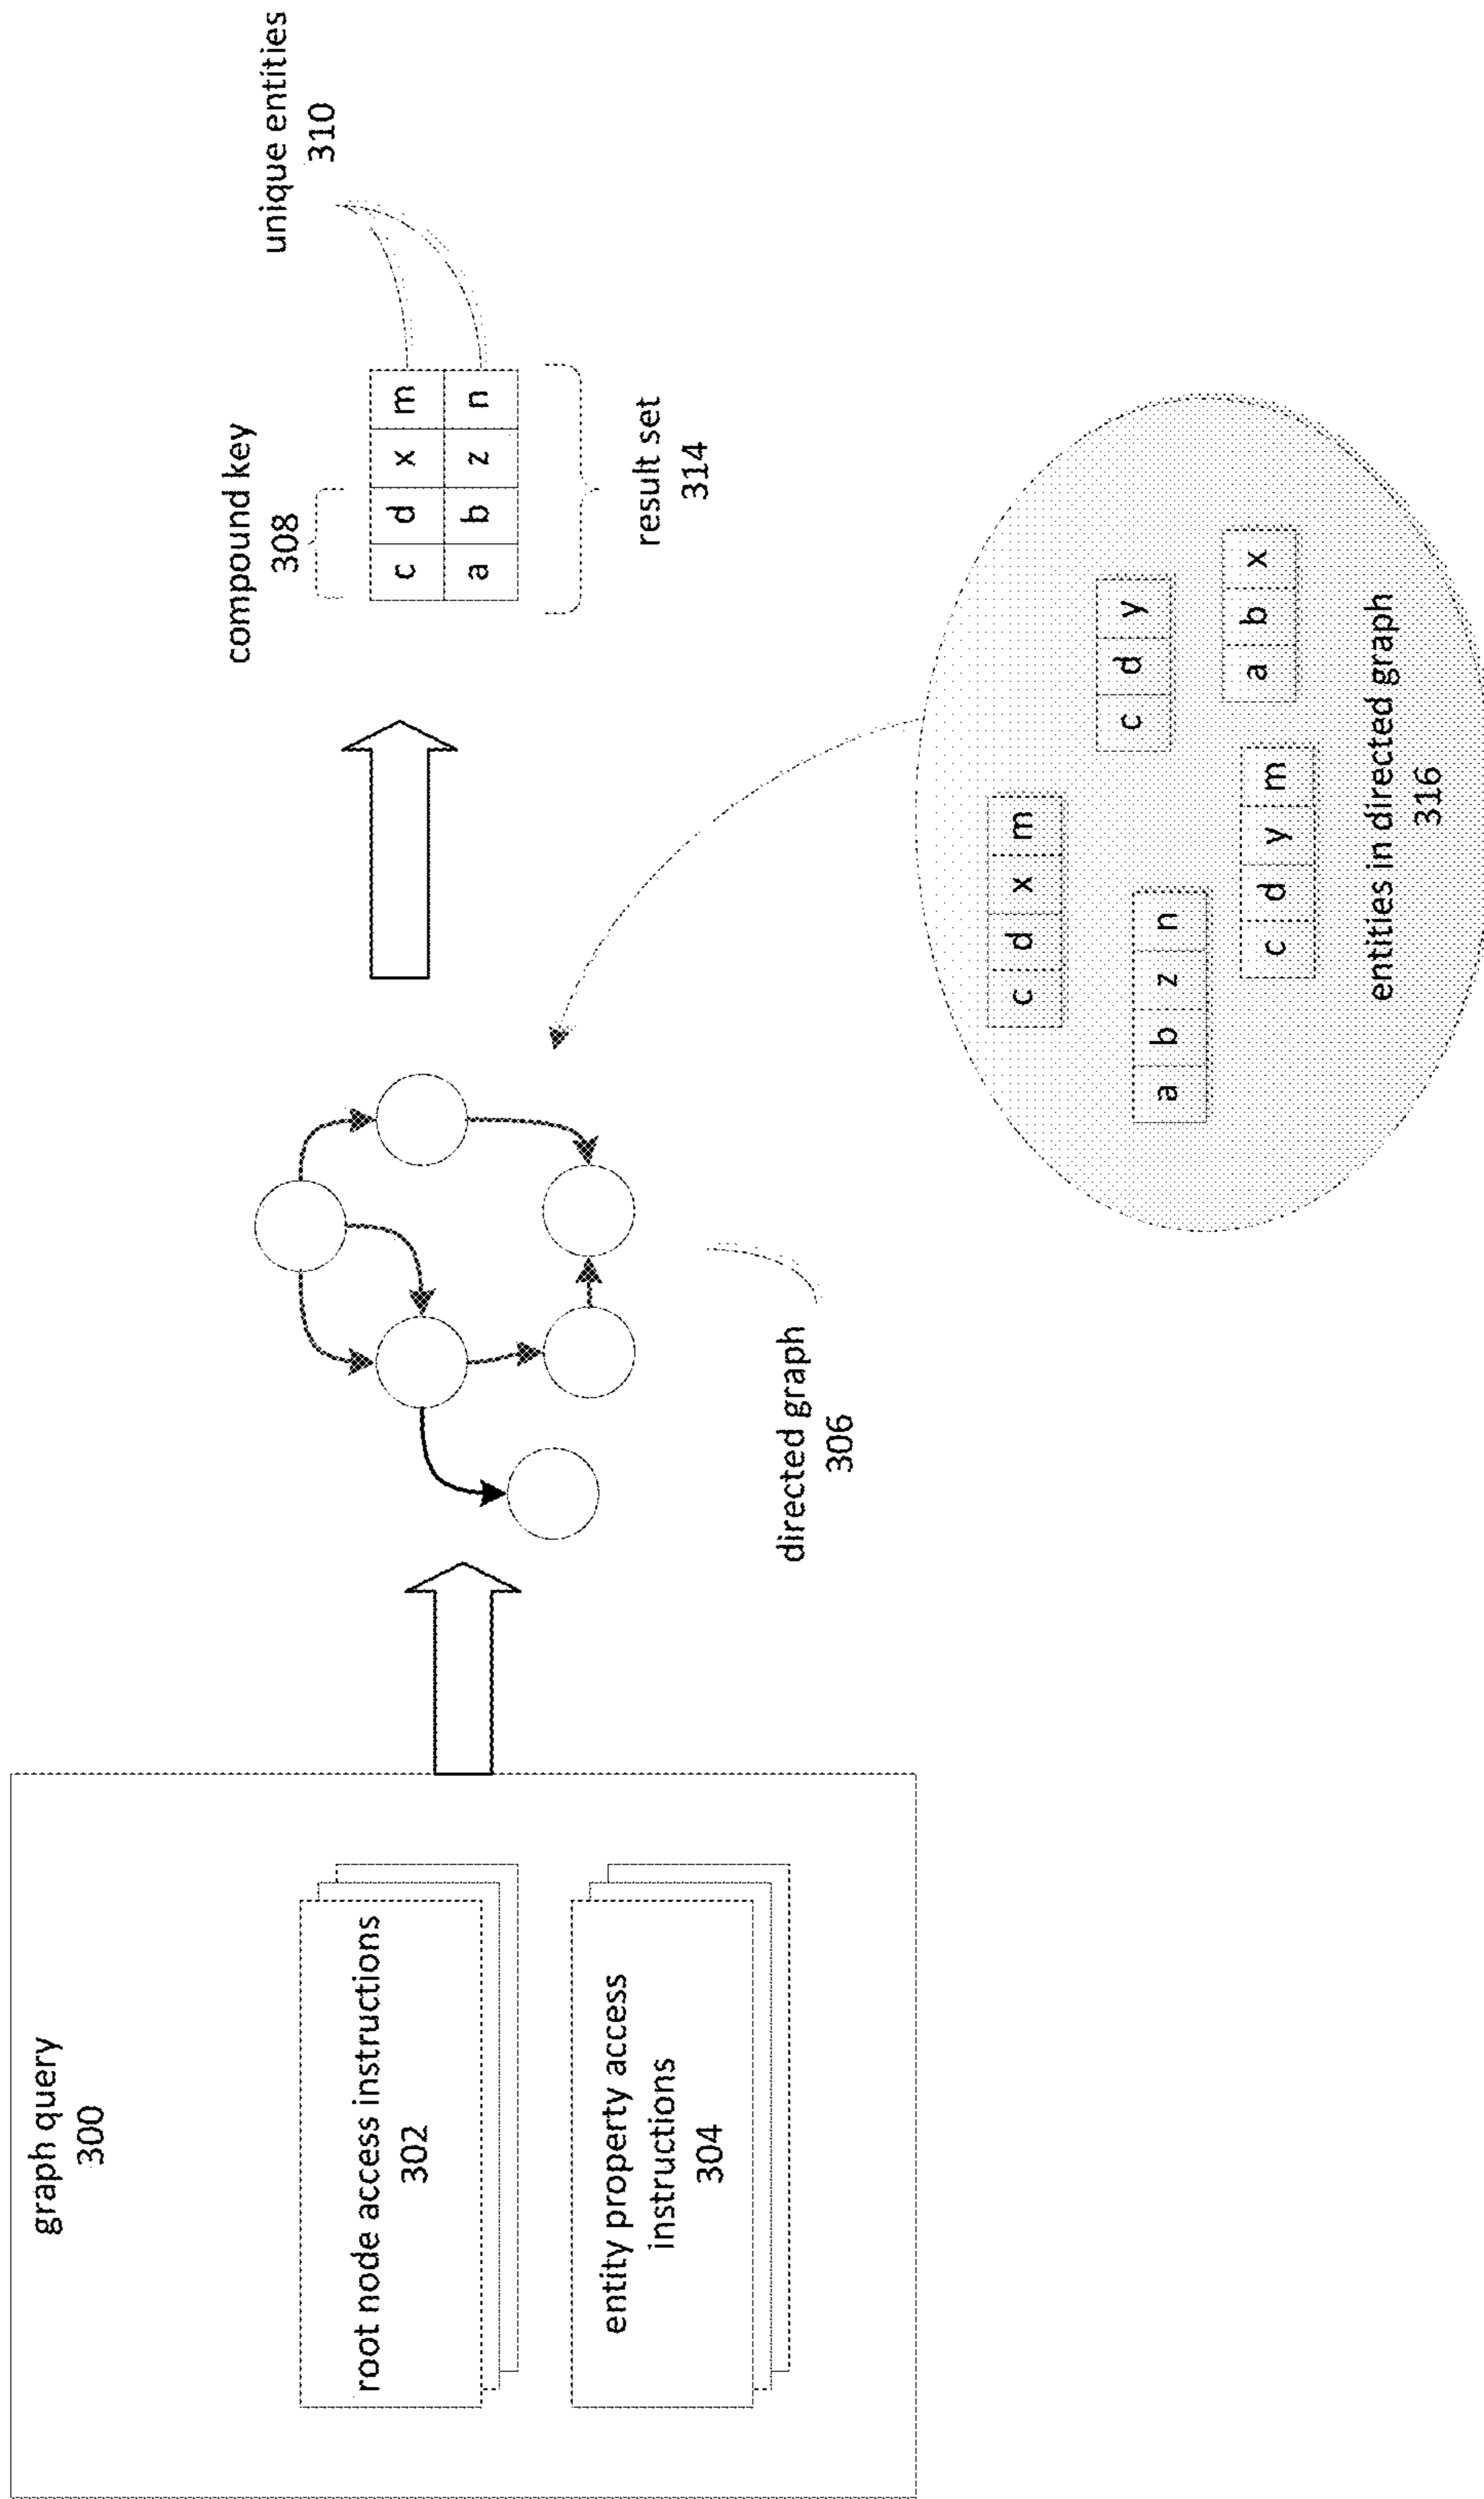 graph query
300
root node access instructions
302
entity property access
instructions
304
directed graph
306
compound key
308
c d x m
a b z n
unique entities
310
result set
314
c d x m
a b z n
c d y
c d y m
a b x
entities in directed graph
316